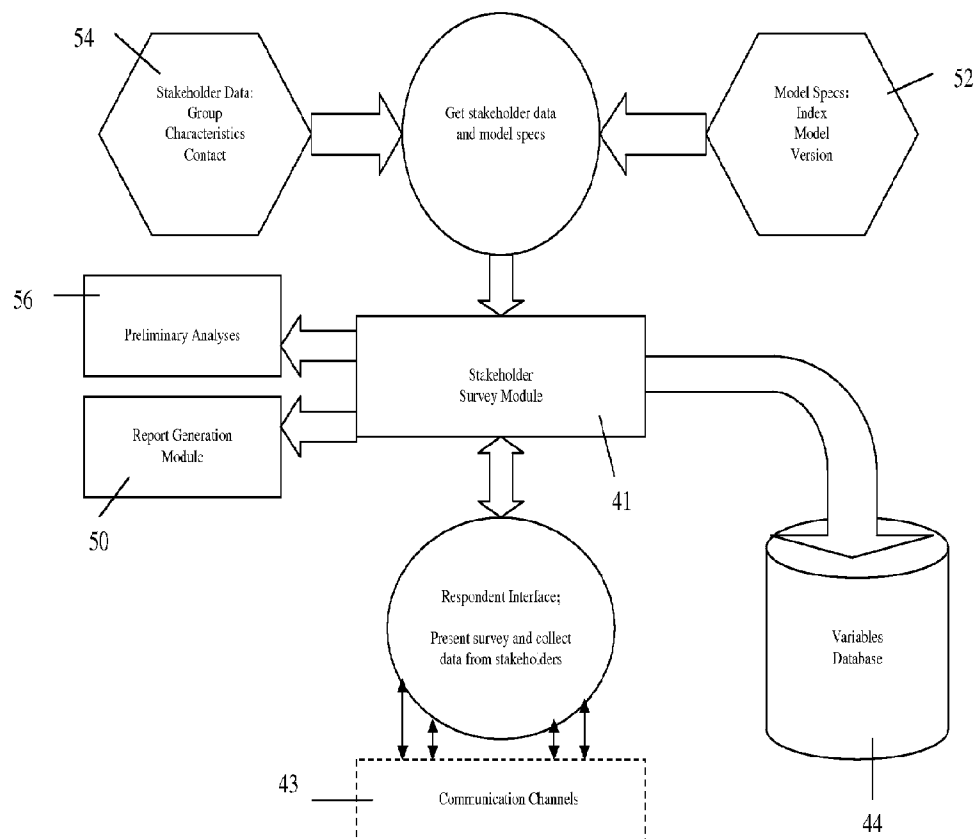 54
Stakeholder Data:
Group
Characteristics
Contact
Get stakeholder data
and model specs
Model Specs:
Index
Model
Version
52
56
Preliminary Analyses
Stakeholder
Survey Module
Report Generation
Module
50
41
Respondent Interface;
Present survey and collect
data from stakeholders
Variables
Database
43
Communication Channels
44